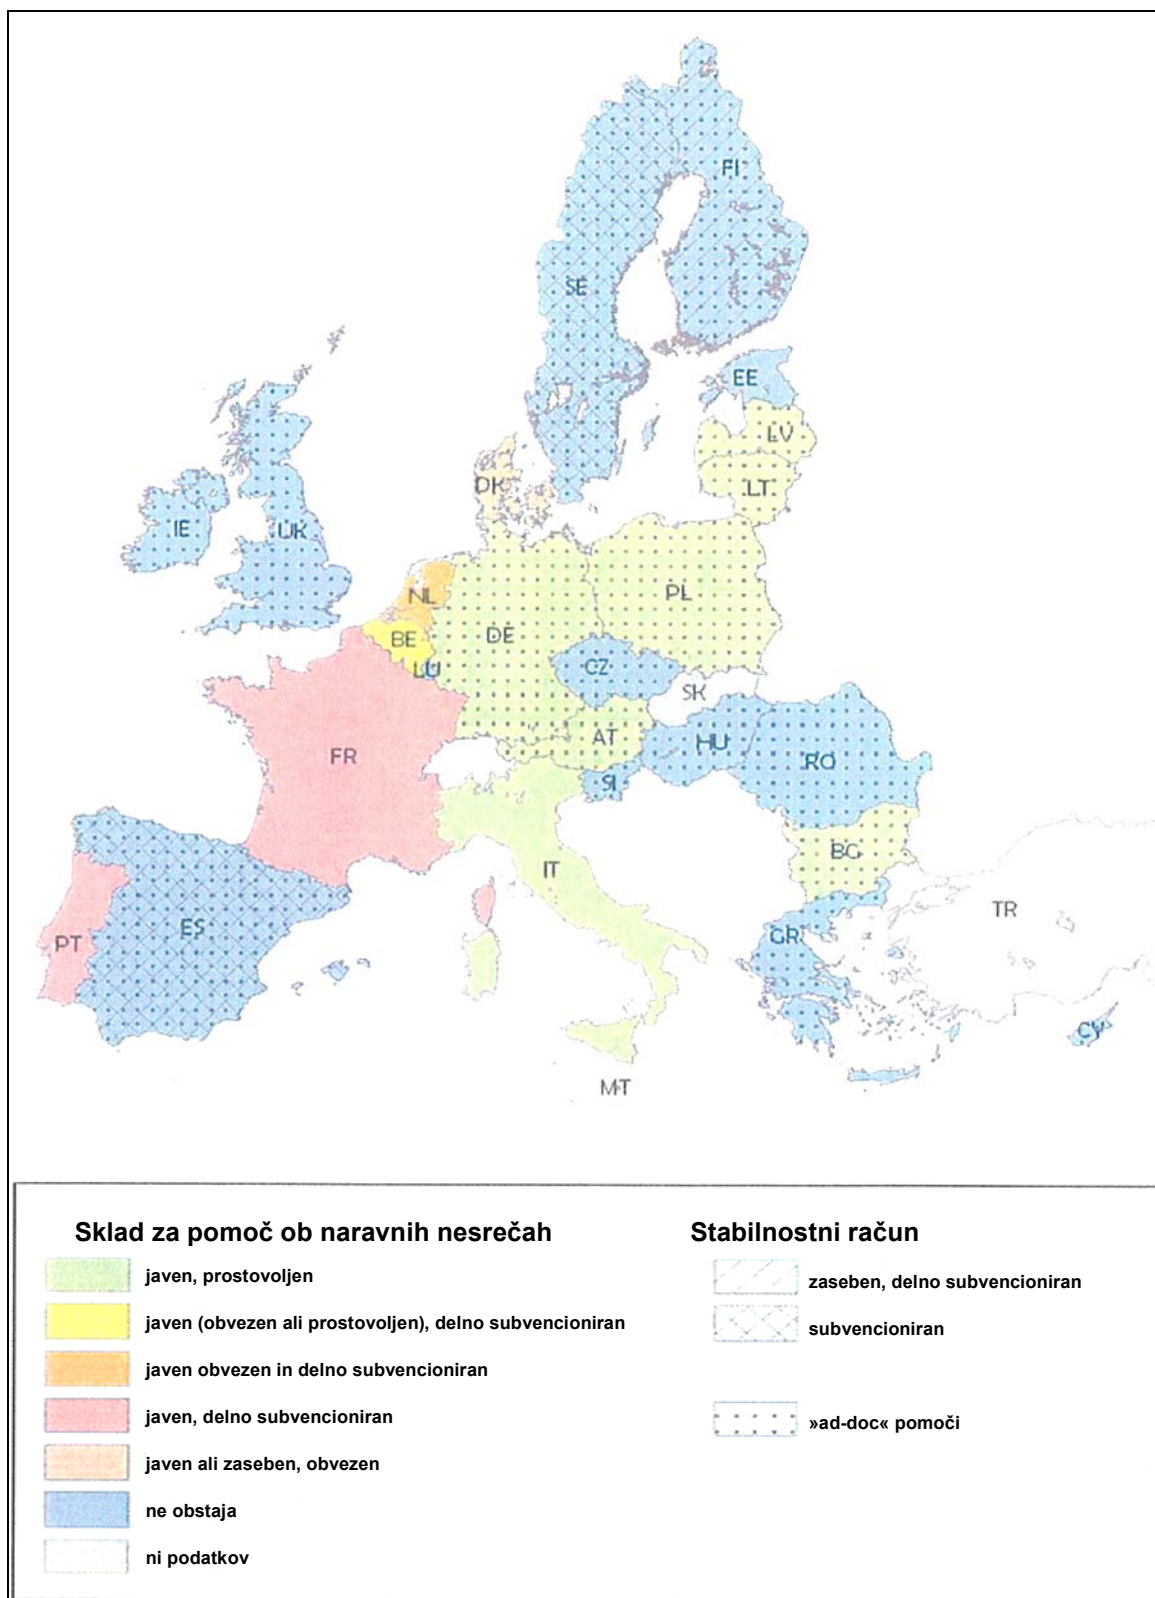 FI
SE
EE
LV
LT
DK
IE
UK
NL
BE
LU
DE
PL
CZ
SK
AT
HU
SI
RO
FR
BG
IT
ES
PT
GR
TR
CY
MT
Sklad za pomoč ob naravnih nesrečah
javen, prostovoljen
javen (obvezen ali prostovoljen), delno subvencioniran
javen obvezen in delno subvencioniran
javen, delno subvencioniran
javen ali zaseben, obvezen
ne obstaja
ni podatkov
Stabilnostni račun
zaseben, delno subvencioniran
subvencioniran
»ad-doc« pomoči